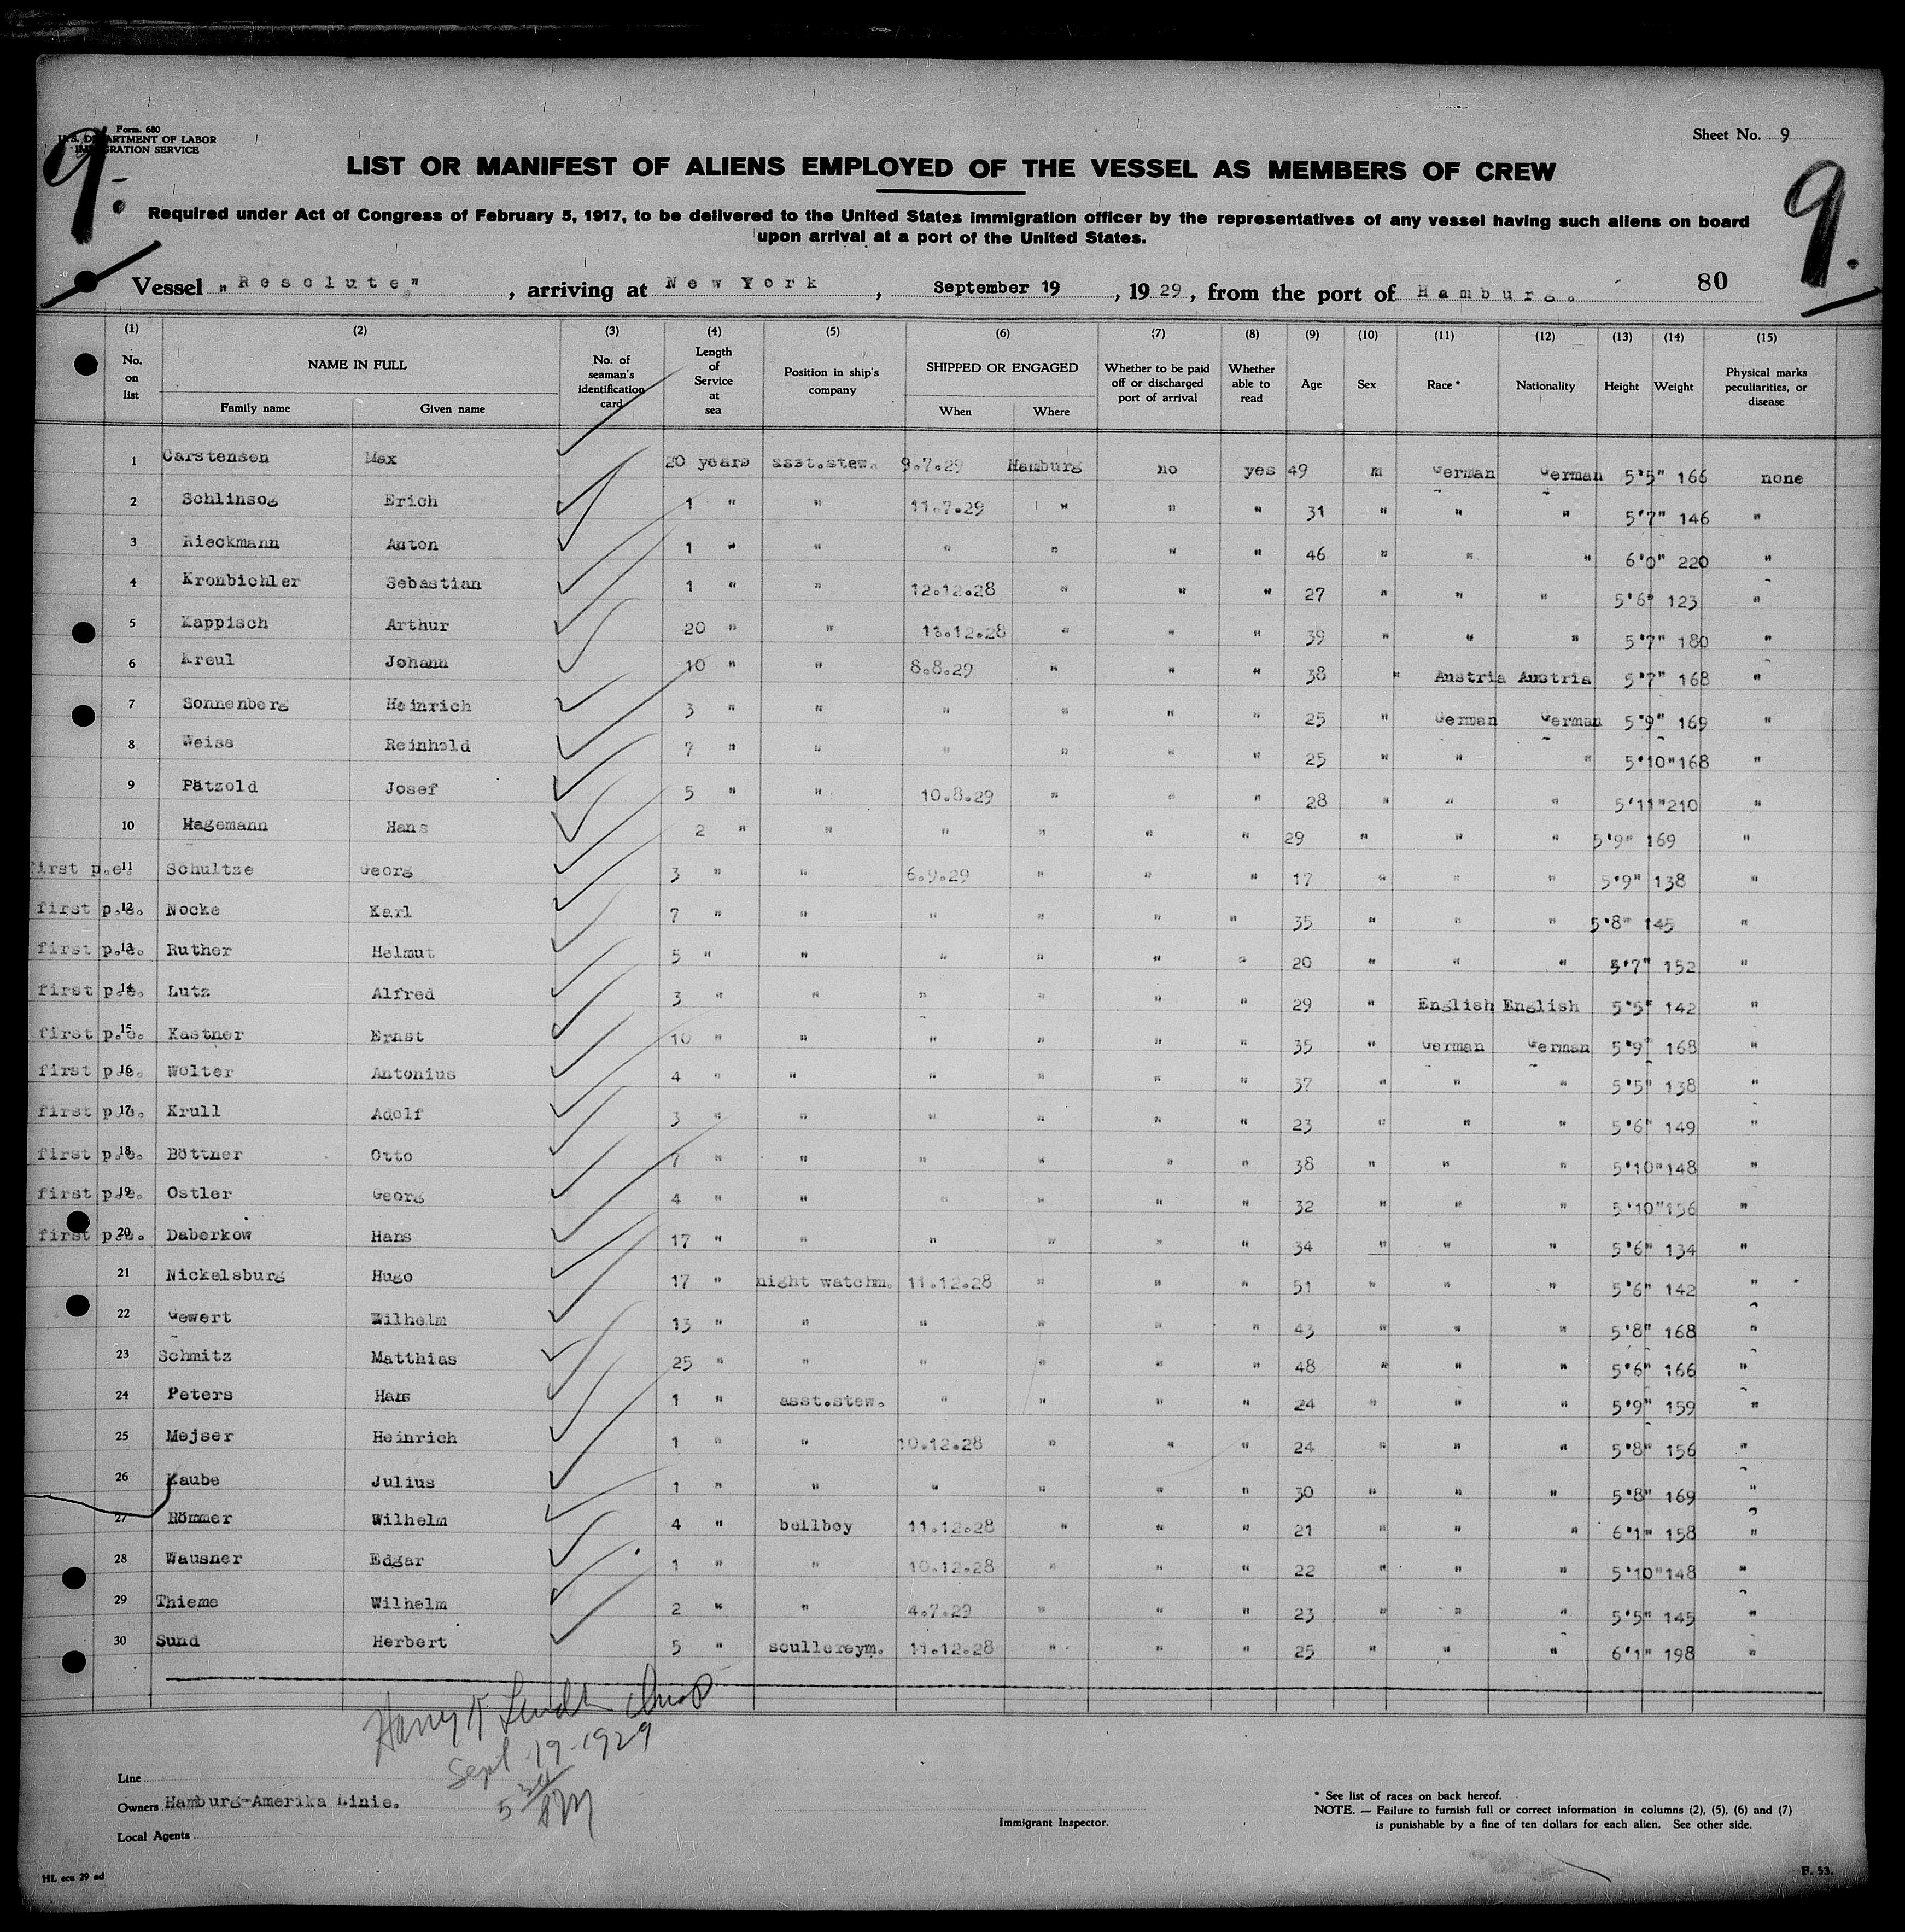 Form. 680
U.S. DEPARTMENT OF LABOR
IMMIGRATION SERVICE
Sheet No. 9
9.
9.
LIST OR MANIFEST OF ALIENS EMPLOYED OF THE VESSEL AS MEMBERS OF CREW
Required under Act of Congress of February 5, 1917, to be delivered to the United States immigration officer by the representatives of any vessel having such aliens on board
upon arrival at a port of the United States.
Vessel „Resolute" , arriving at New York , September 19 , 1929, from the port of Hamburg. 80
(1) (2) (3) (4) (5) (6) (7) (8) (9) (10) (11) (12) (13) (14) (15)
No. on list NAME IN FULL Family name Given name No. of seaman's identification card Length of Service at sea Position in ship's company SHIPPED OR ENGAGED When Where Whether to be paid off or discharged port of arrival Whether able to read Age Sex Race * Nationality Height Weight Physical marks peculiarities, or disease
1 Carstensen Max 20 years asst.stew. 9.7.29 Hamburg no yes 49 m German German 5'5" 166 none
2 Schlinsog Erich 1 " " 11.7.29 " " " 31 " " " 5'7" 146 "
3 Rieckmann Anton 1 " " " " " " 46 " " " 6'0" 220 "
4 Kronbichler Sebastian 1 " " 12.12.28 " " " 27 " " " 5'6" 123 "
5 Kappisch Arthur 20 " " 13.12.28 " " " 39 " " " 5'7" 180 "
6 Kreul Johann 10 " " 8.8.29 " " " 38 " Austria Austria 5'7" 168 "
7 Sonnenberg Heinrich 3 " " " " " " 25 " German German 5'9" 169 "
8 Weiss Reinhold 7 " " " " " " 25 " " " 5'10" 168 "
9 Pätzold Josef 5 " " 10.8.29 " " " 28 " " " 5'11" 210 "
10 Hagemann Hans 2 " " " " " " 29 " " " 5'9" 169 "
first p.e. 11 Schultze Georg 3 " " 6.9.29 " " " 17 " " " 5'9" 138 "
first p.e. 12 Nocke Karl 7 " " " " " " 35 " " " 5'8" 145 "
first p.e. 13 Ruther Helmut 5 " " " " " " 20 " " " 5'7" 152 "
first p.e. 14 Lutz Alfred 3 " " " " " " 29 " English English 5'5" 142 "
first p.e. 15 Kastner Ernst 10 " " " " " " 35 " German German 5'9" 168 "
first p.e. 16 Wolter Antonius 4 " " " " " " 37 " " " 5'5" 138 "
first p.e. 17 Krull Adolf 3 " " " " " " 23 " " " 5'6" 149 "
first p.e. 18 Böttner Otto 7 " " " " " " 38 " " " 5'10" 148 "
first p.e. 19 Ostler Georg 4 " " " " " " 32 " " " 5'10" 156 "
first p.e. 20 Daberkow Hans 17 " " " " " " 34 " " " 5'6" 134 "
21 Nickelsburg Hugo 17 " night watchm. 11.12.28 " " " 51 " " " 5'6" 142 "
22 Gewert Wilhelm 13 " " " " " " 43 " " " 5'8" 168 "
23 Schmitz Matthias 25 " " " " " " 48 " " " 5'6" 166 "
24 Peters Hans 1 " asst.stew. " " " " 24 " " " 5'9" 159 "
25 Mejser Heinrich 1 " " 10.12.28 " " " 24 " " " 5'8" 156 "
26 Kaube Julius 1 " " " " " " 30 " " " 5'8" 169 "
27 Römmer Wilhelm 4 " bellboy 11.12.28 " " " 21 " " " 6'1" 158 "
28 Wausner Edgar 1 " " 10.12.28 " " " 22 " " " 5'10" 148 "
29 Thieme Wilhelm 2 " " 4.7.29 " " " 23 " " " 5'5" 145 "
30 Sund Herbert 5 " scullereym. 11.12.28 " " " 25 " " " 6'1" 198 "
Harry
Sept 19-1929
5 30 AM
Line
Owners Hamburg-Amerika Linie.
Local Agents
Immigrant Inspector.
* See list of races on back hereof.
NOTE. — Failure to furnish full or correct information in columns (2), (5), (6) and (7)
is punishable by a fine of ten dollars for each alien. See other side.
F. 53.